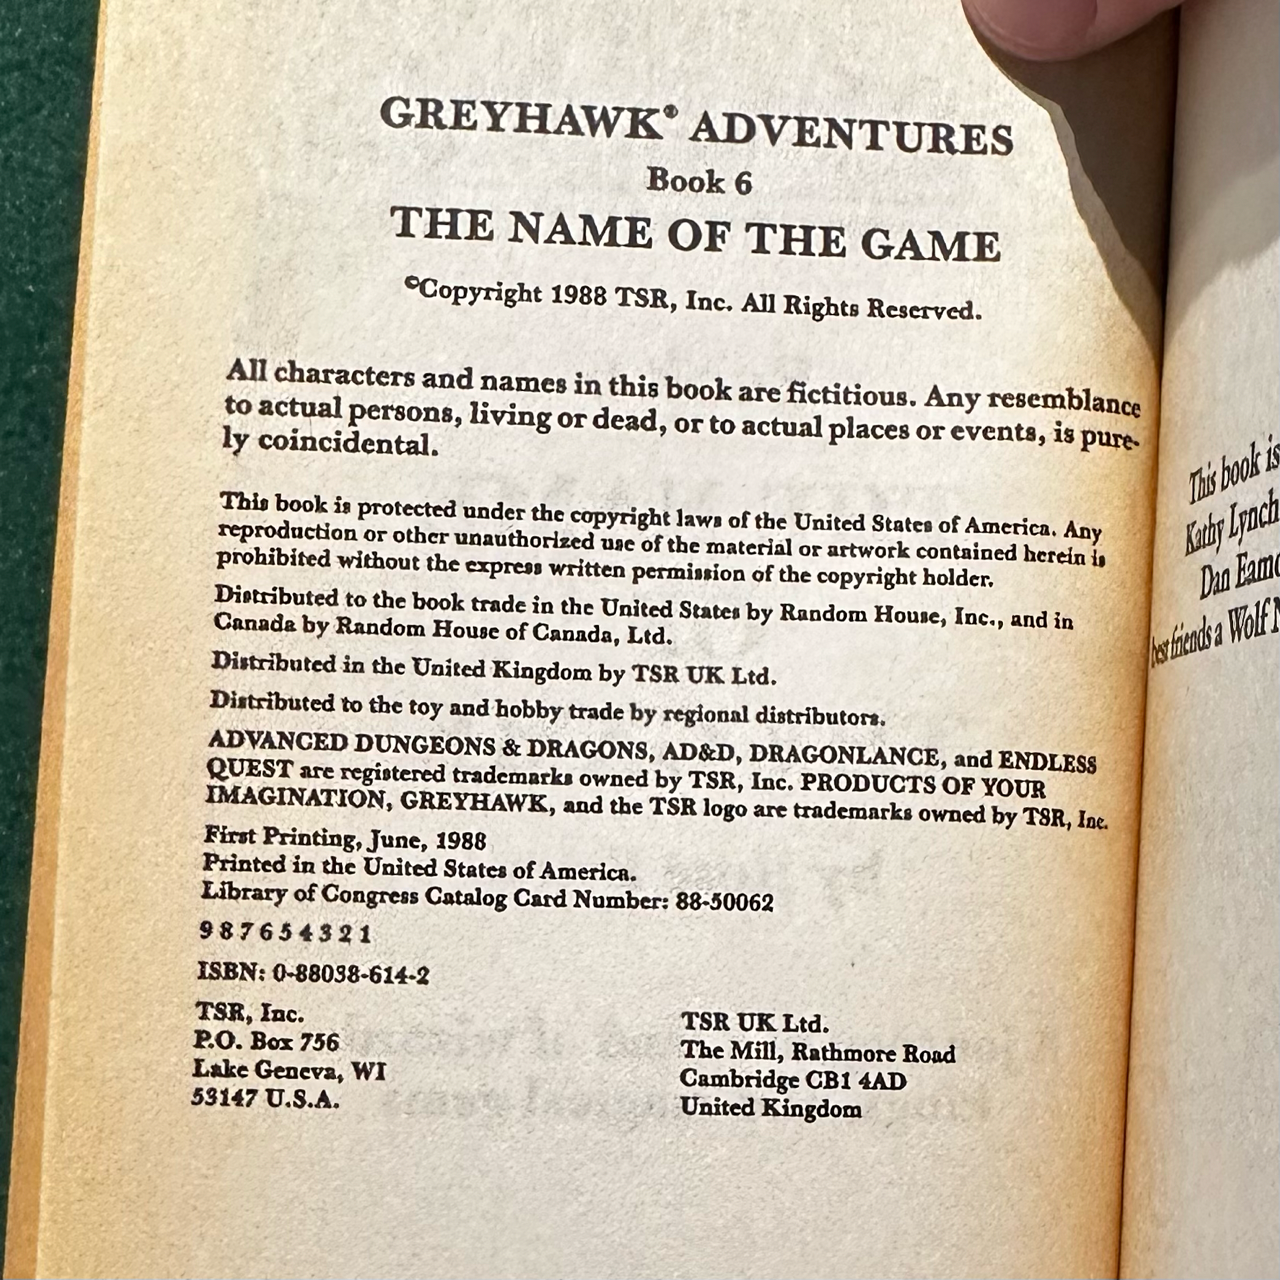 GREYHAWK® ADVENTURES
Book 6
THE NAME OF THE GAME
©Copyright 1988 TSR, Inc. All Rights Reserved.
All characters and names in this book are fictitious. Any resemblance
to actual persons, living or dead, or to actual places or events, is pure-
ly coincidental.
This book is protected under the copyright laws of the United States of America. Any
reproduction or other unauthorized use of the material or artwork contained herein is
prohibited without the express written permission of the copyright holder.
Distributed to the book trade in the United States by Random House, Inc., and in
Canada by Random House of Canada, Ltd.
Distributed in the United Kingdom by TSR UK Ltd.
Distributed to the toy and hobby trade by regional distributors.
ADVANCED DUNGEONS & DRAGONS, AD&D, DRAGONLANCE, and ENDLESS
QUEST are registered trademarks owned by TSR, Inc. PRODUCTS OF YOUR
IMAGINATION, GREYHAWK, and the TSR logo are trademarks owned by TSR, Inc.
First Printing, June, 1988
Printed in the United States of America.
Library of Congress Catalog Card Number: 88-50062
9 8 7 6 5 4 3 2 1
ISBN: 0-88038-614-2
TSR, Inc.
P.O. Box 756
Lake Geneva, WI
53147 U.S.A.
TSR UK Ltd.
The Mill, Rathmore Road
Cambridge CB1 4AD
United Kingdom
This book is
Kathy Lynch
Dan
best friends a Wolf